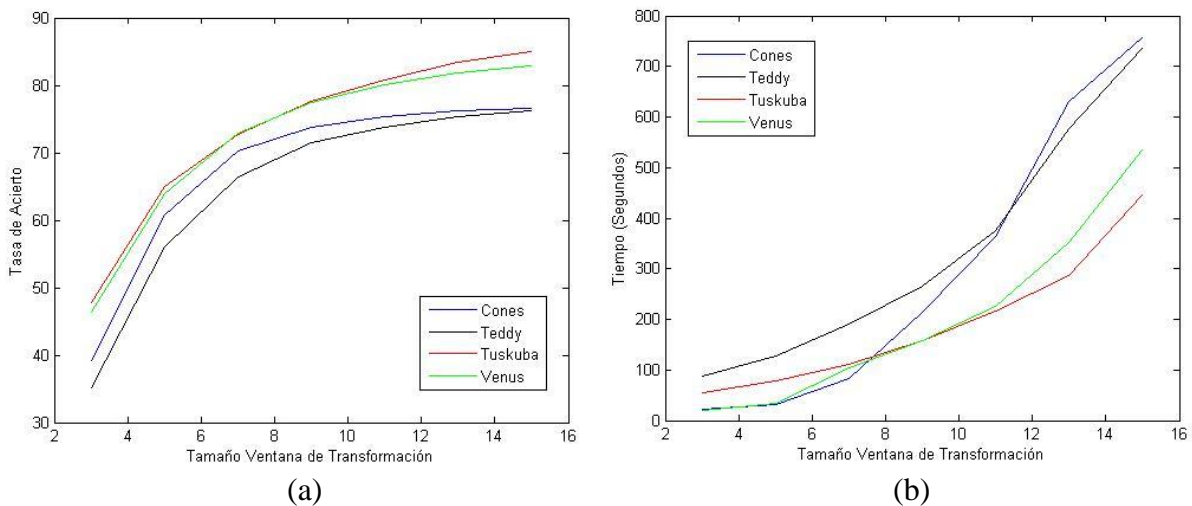 90
80
70
60
50
40
30
2 4 6 8 10 12 14 16
Tasa de Acierto
Tamaño Ventana de Transformación
Cones
Teddy
Tuskuba
Venus
(a)
800
700
600
500
400
300
200
100
0
2 4 6 8 10 12 14 16
Tiempo (Segundos)
Tamaño Ventana de Transformación
Cones
Teddy
Tuskuba
Venus
(b)